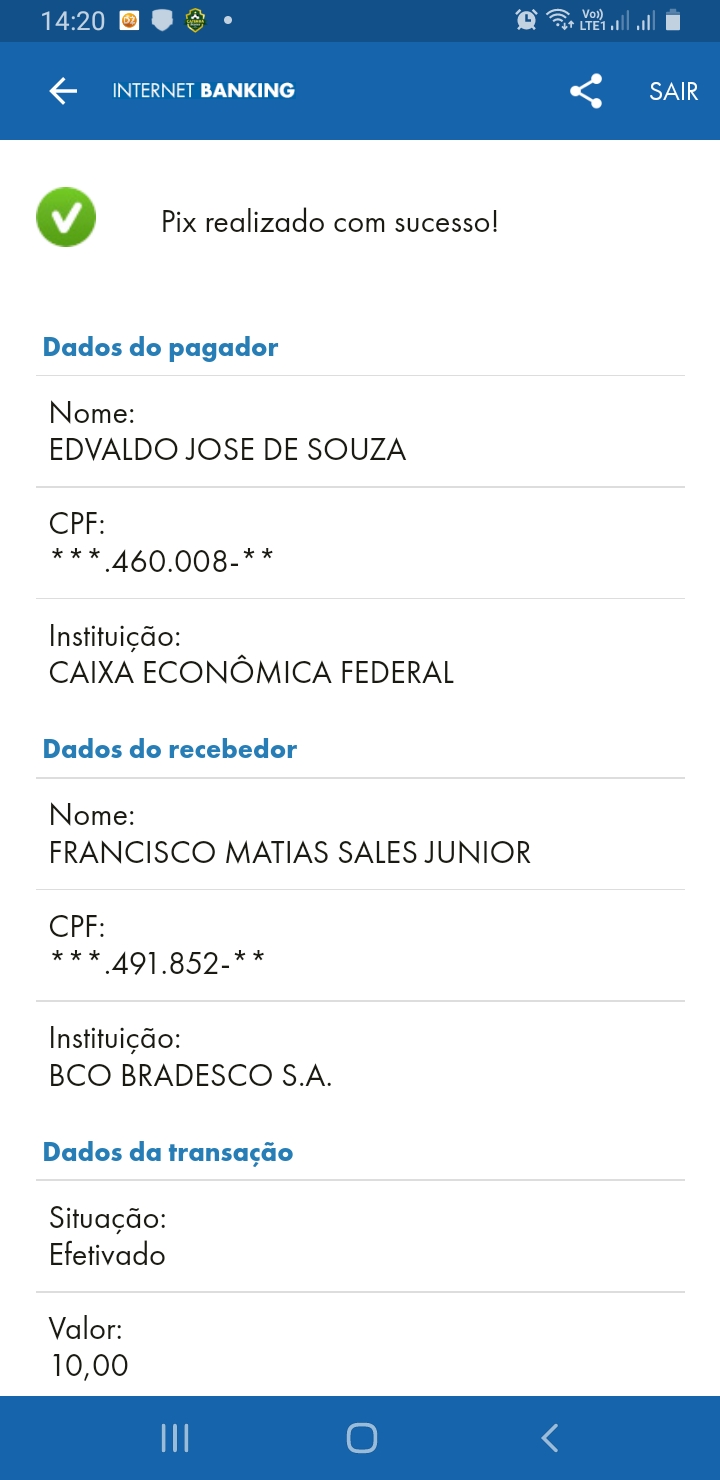 14:20
Vo)) LTE1
INTERNET BANKING
SAIR
Pix realizado com sucesso!
Dados do pagador
Nome:
EDVALDO JOSE DE SOUZA
CPF:
***.460.008-**
Instituição:
CAIXA ECONÔMICA FEDERAL
Dados do recebedor
Nome:
FRANCISCO MATIAS SALES JUNIOR
CPF:
***.491.852-**
Instituição:
BCO BRADESCO S.A.
Dados da transação
Situação:
Efetivado
Valor:
10,00